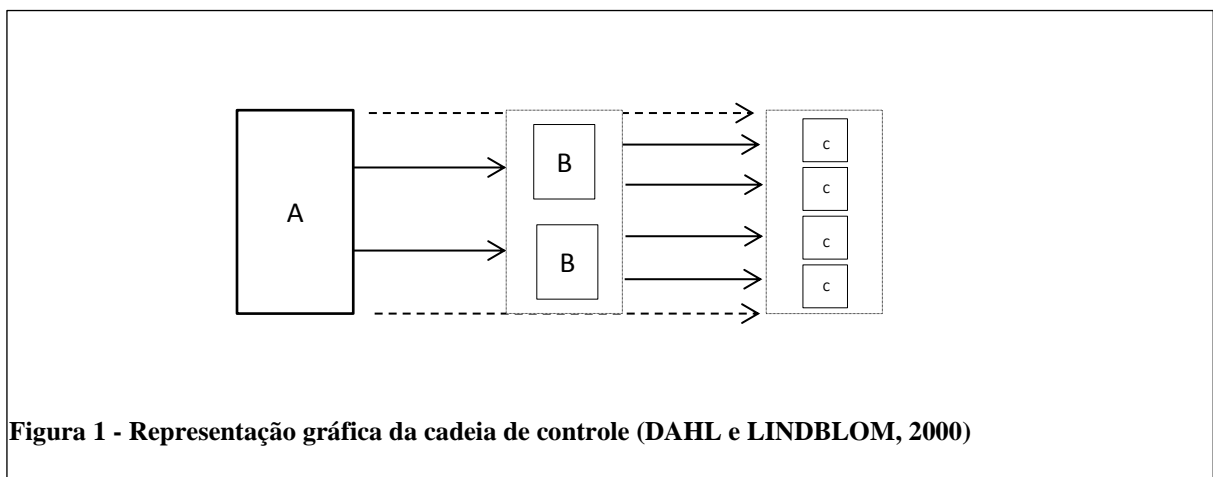 A
B
B
c
c
c
c
Figura 1 - Representação gráfica da cadeia de controle (DAHL e LINDBLOM, 2000)